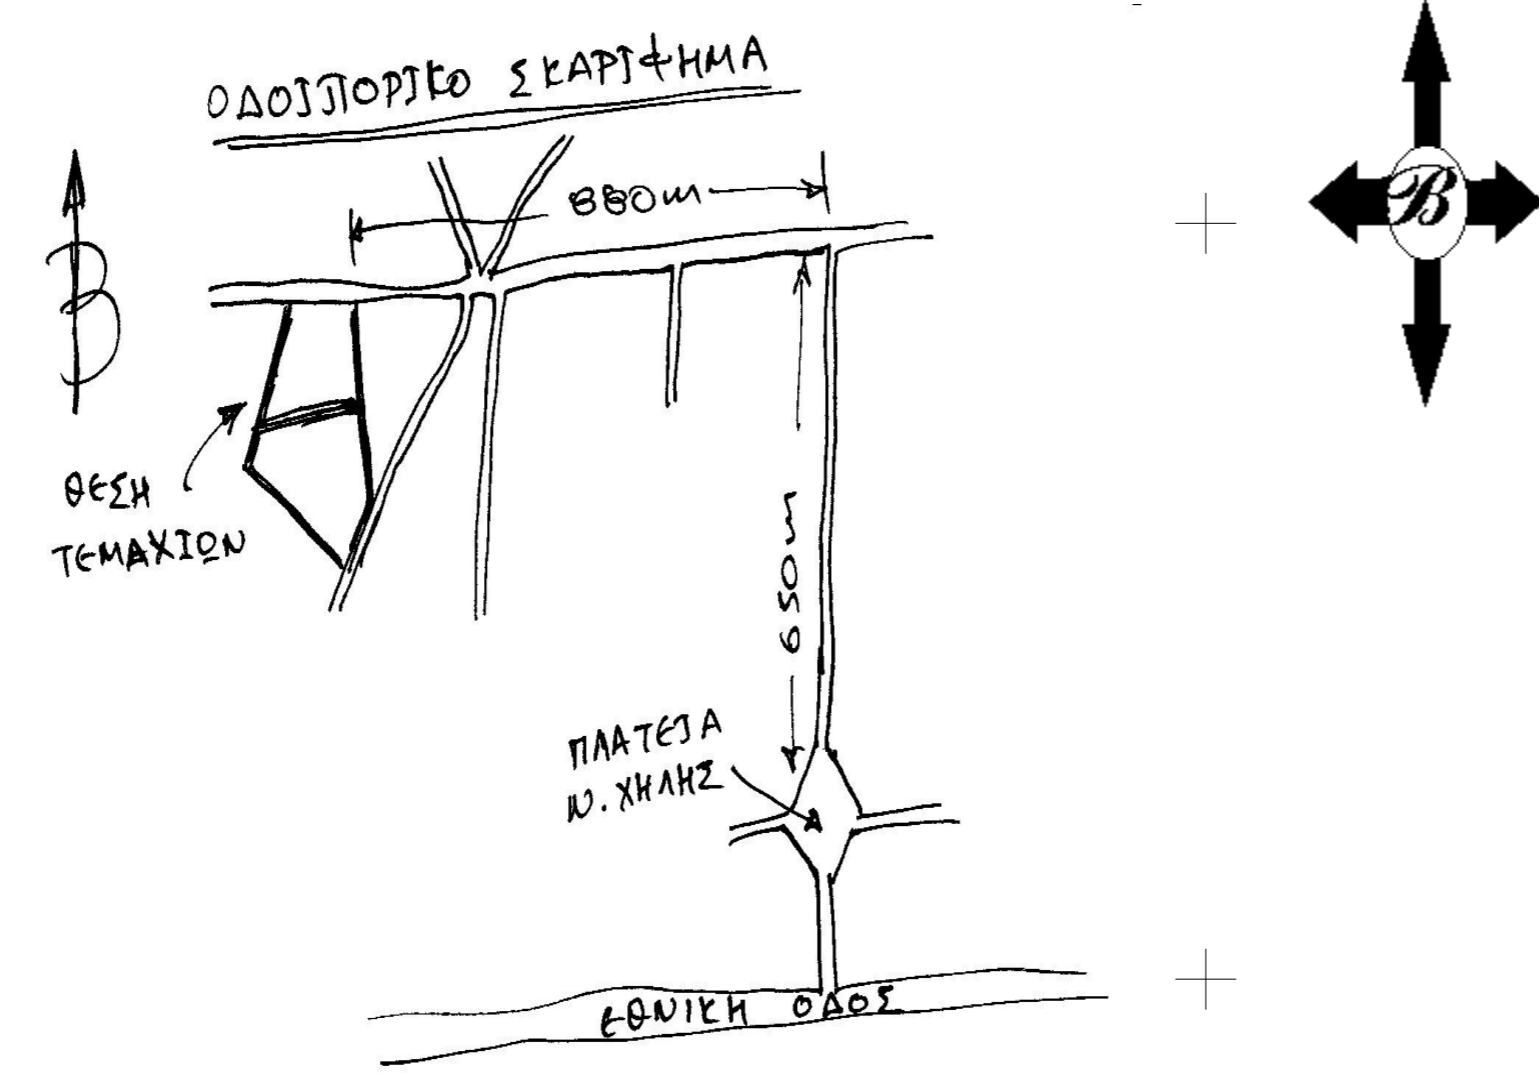 ΟΔΟΙΠΟΡΙΚΟ ΣΚΑΡΙΦΗΜΑ
880m
Β
Β
ΘΕΣΗ
ΤΕΜΑΧΙΩΝ
650m
ΠΛΑΤΕΙΑ
Ν. ΧΗΛΗΣ
ΕΘΝΙΚΗ ΟΔΟΣ